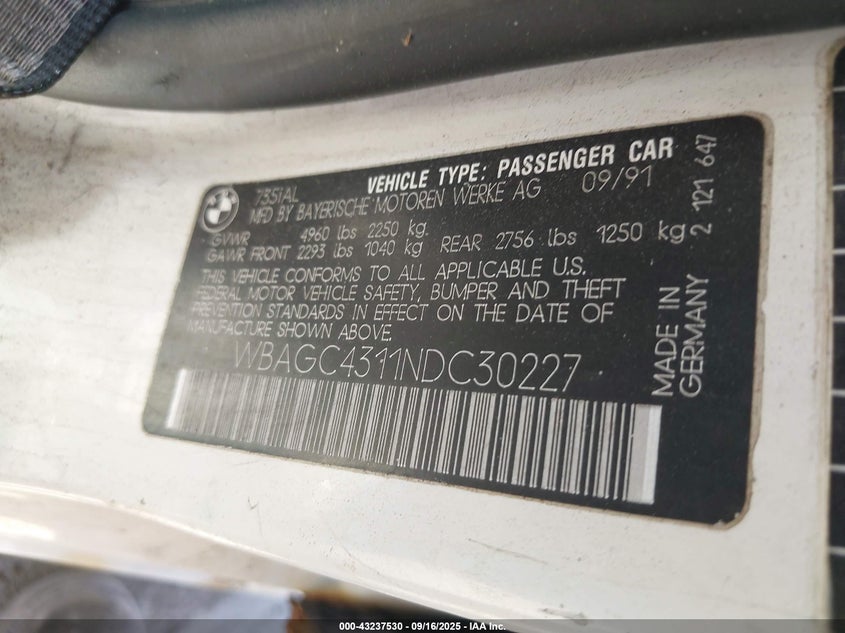 735iAL
VEHICLE TYPE: PASSENGER CAR
MFD BY BAYERISCHE MOTOREN WERKE AG 09/91
GVWR 4960 lbs 2250 kg.
GAWR FRONT 2293 lbs 1040 kg REAR 2756 lbs 1250 kg
THIS VEHICLE CONFORMS TO ALL APPLICABLE U.S.
FEDERAL MOTOR VEHICLE SAFETY, BUMPER AND THEFT
PREVENTION STANDARDS IN EFFECT ON THE DATE OF
MANUFACTURE SHOWN ABOVE.
WBAGC4311NDC30227
MADE IN
GERMANY
2 121 647
000-43237530 - 09/16/2025 - IAA Inc.